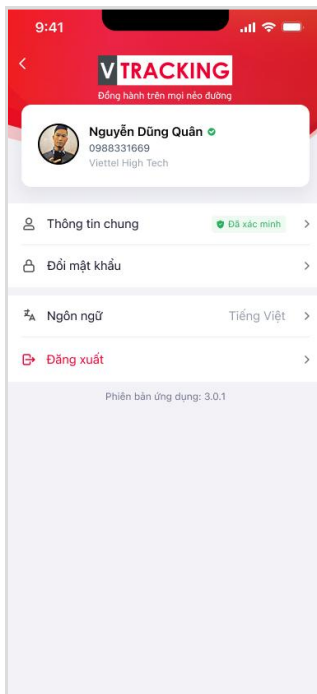 9:41
V TRACKING
Đồng hành trên mọi nẻo đường
Nguyễn Dũng Quân
0988331669
Viettel High Tech
Thông tin chung
Đã xác minh
Đổi mật khẩu
Ngôn ngữ
Tiếng Việt
Đăng xuất
Phiên bản ứng dụng: 3.0.1